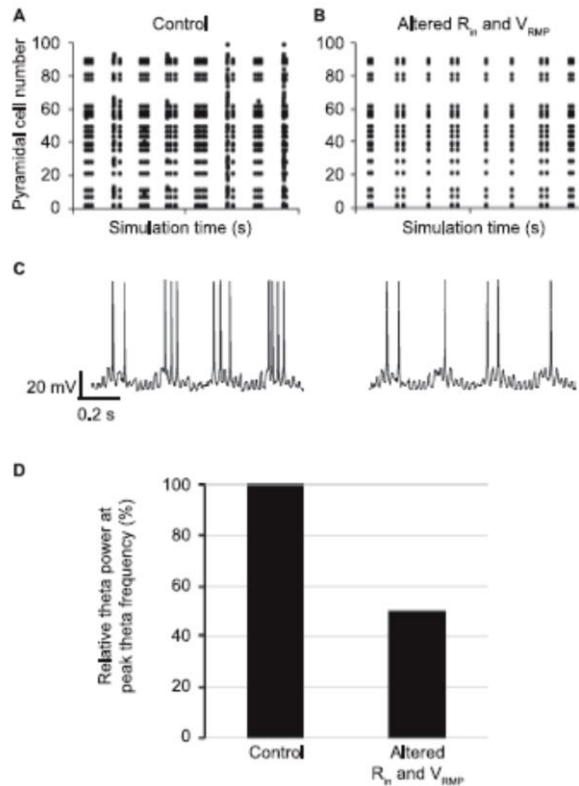 A
Control
B
Altered R_in and V_RMP
Pyramidal cell number
100
80
60
40
20
0
Simulation time (s)
100
80
60
40
20
0
Simulation time (s)
C
20 mV
0.2 s
D
Relative theta power at
peak theta frequency (%)
100
80
60
40
20
0
Control
Altered
R_in and V_RMP